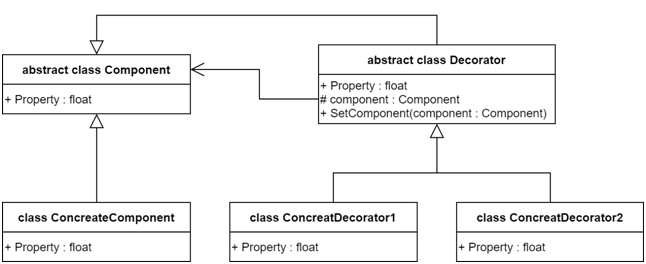 abstract class Component
+ Property : float
abstract class Decorator
+ Property : float
# component : Component
+ SetComponent(component : Component)
class ConcreateComponent
+ Property : float
class ConcreatDecorator1
+ Property : float
class ConcreatDecorator2
+ Property : float